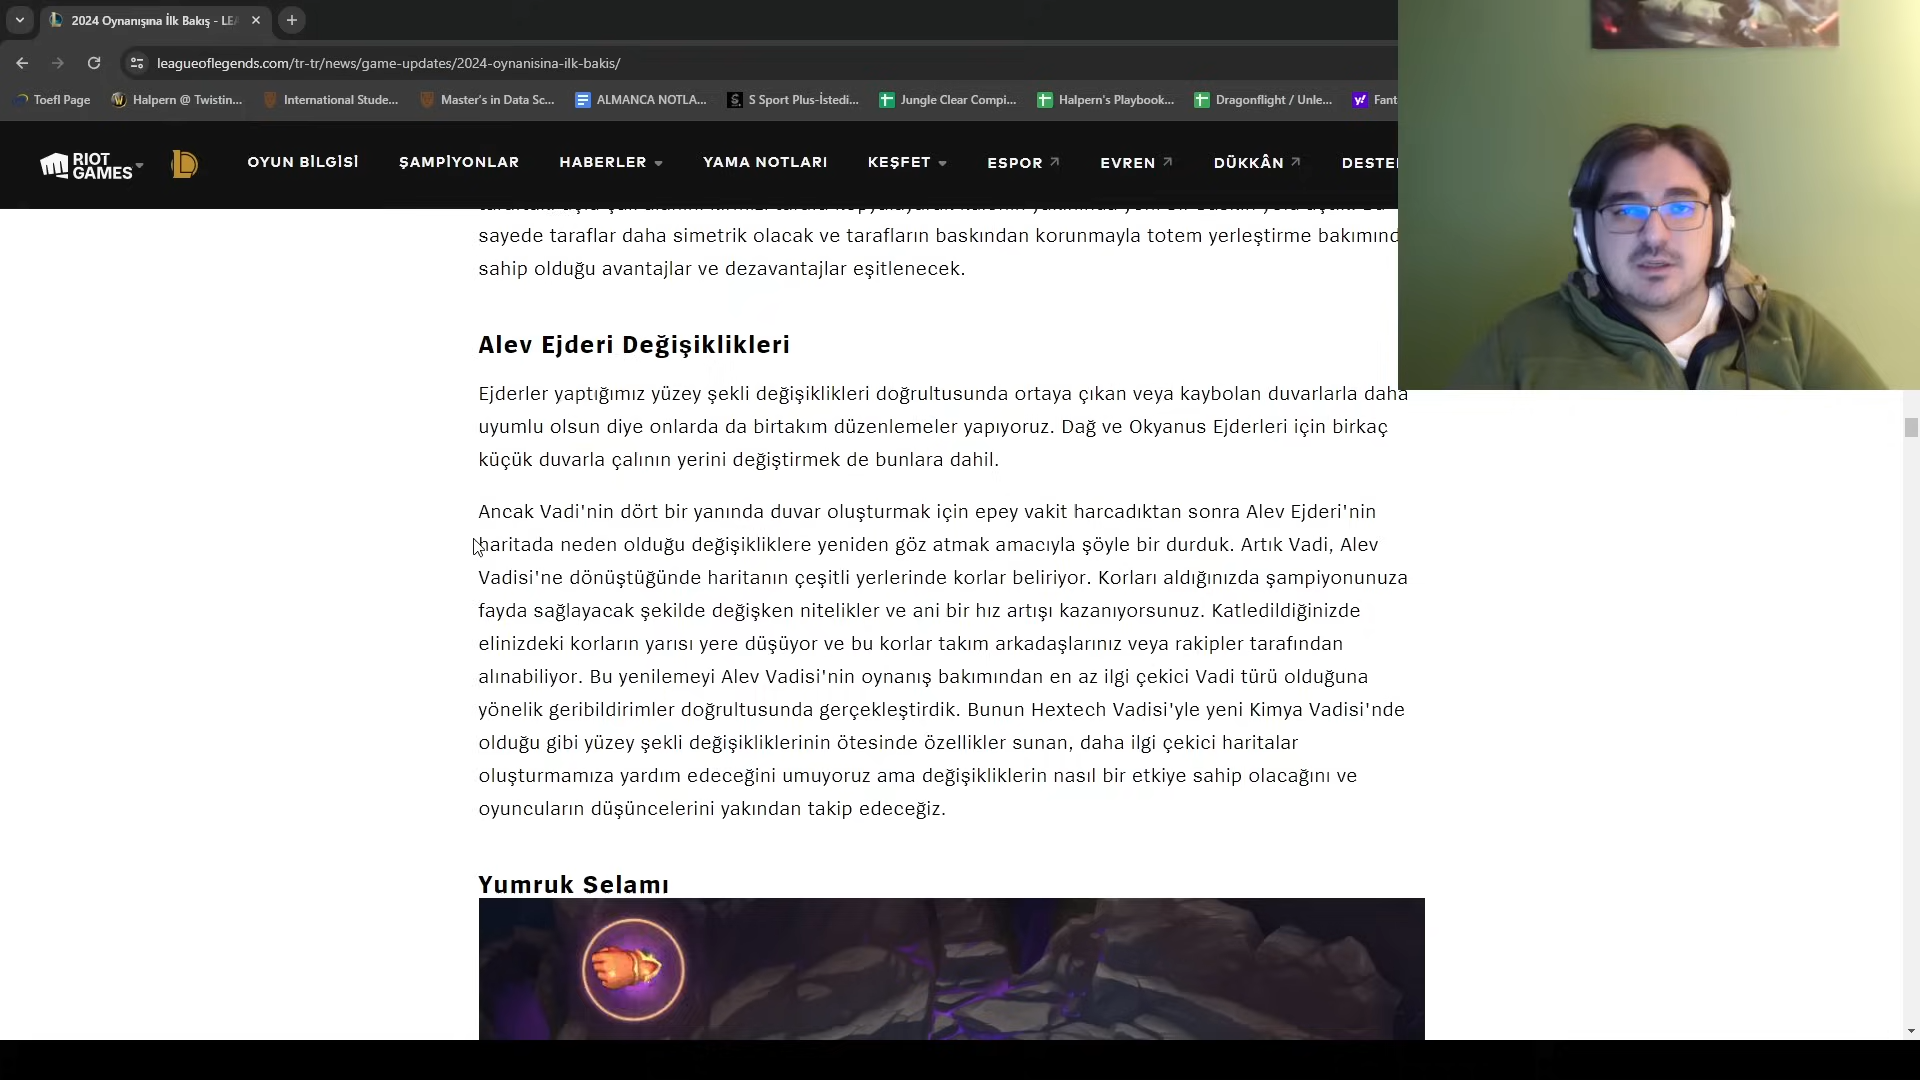 2024 Oynanışına İlk Bakış - LEA
leagueoflegends.com/tr-tr/news/game-updates/2024-oynanisina-ilk-bakis/
Toefl Page
Halpern @ Twistin...
International Stude...
Master's in Data Sc...
ALMANCA NOTLA...
S Sport Plus-İstedi...
Jungle Clear Compi...
Halpern's Playbook...
Dragonflight / Unle...
Fant
RIOT GAMES
OYUN BİLGİSİ
ŞAMPİYONLAR
HABERLER
YAMA NOTLARI
KEŞFET
ESPOR
EVREN
DÜKKÂN
DESTE
sayede taraflar daha simetrik olacak ve tarafların baskından korunmayla totem yerleştirme bakımınd
sahip olduğu avantajlar ve dezavantajlar eşitlenecek.
Alev Ejderi Değişiklikleri
Ejderler yaptığımız yüzey şekli değişiklikleri doğrultusunda ortaya çıkan veya kaybolan duvarlarla daha
uyumlu olsun diye onlarda da birtakım düzenlemeler yapıyoruz. Dağ ve Okyanus Ejderleri için birkaç
küçük duvarla çalının yerini değiştirmek de bunlara dahil.
Ancak Vadi'nin dört bir yanında duvar oluşturmak için epey vakit harcadıktan sonra Alev Ejderi'nin
haritada neden olduğu değişikliklere yeniden göz atmak amacıyla şöyle bir durduk. Artık Vadi, Alev
Vadisi'ne dönüştüğünde haritanın çeşitli yerlerinde korlar beliriyor. Korları aldığınızda şampiyonunuza
fayda sağlayacak şekilde değişken nitelikler ve ani bir hız artışı kazanıyorsunuz. Katledildiğinizde
elinizdeki korların yarısı yere düşüyor ve bu korlar takım arkadaşlarınız veya rakipler tarafından
alınabiliyor. Bu yenilemeyi Alev Vadisi'nin oynanış bakımından en az ilgi çekici Vadi türü olduğuna
yönelik geribildirimler doğrultusunda gerçekleştirdik. Bunun Hextech Vadisi'yle yeni Kimya Vadisi'nde
olduğu gibi yüzey şekli değişikliklerinin ötesinde özellikler sunan, daha ilgi çekici haritalar
oluşturmamıza yardım edeceğini umuyoruz ama değişikliklerin nasıl bir etkiye sahip olacağını ve
oyuncuların düşüncelerini yakından takip edeceğiz.
Yumruk Selamı